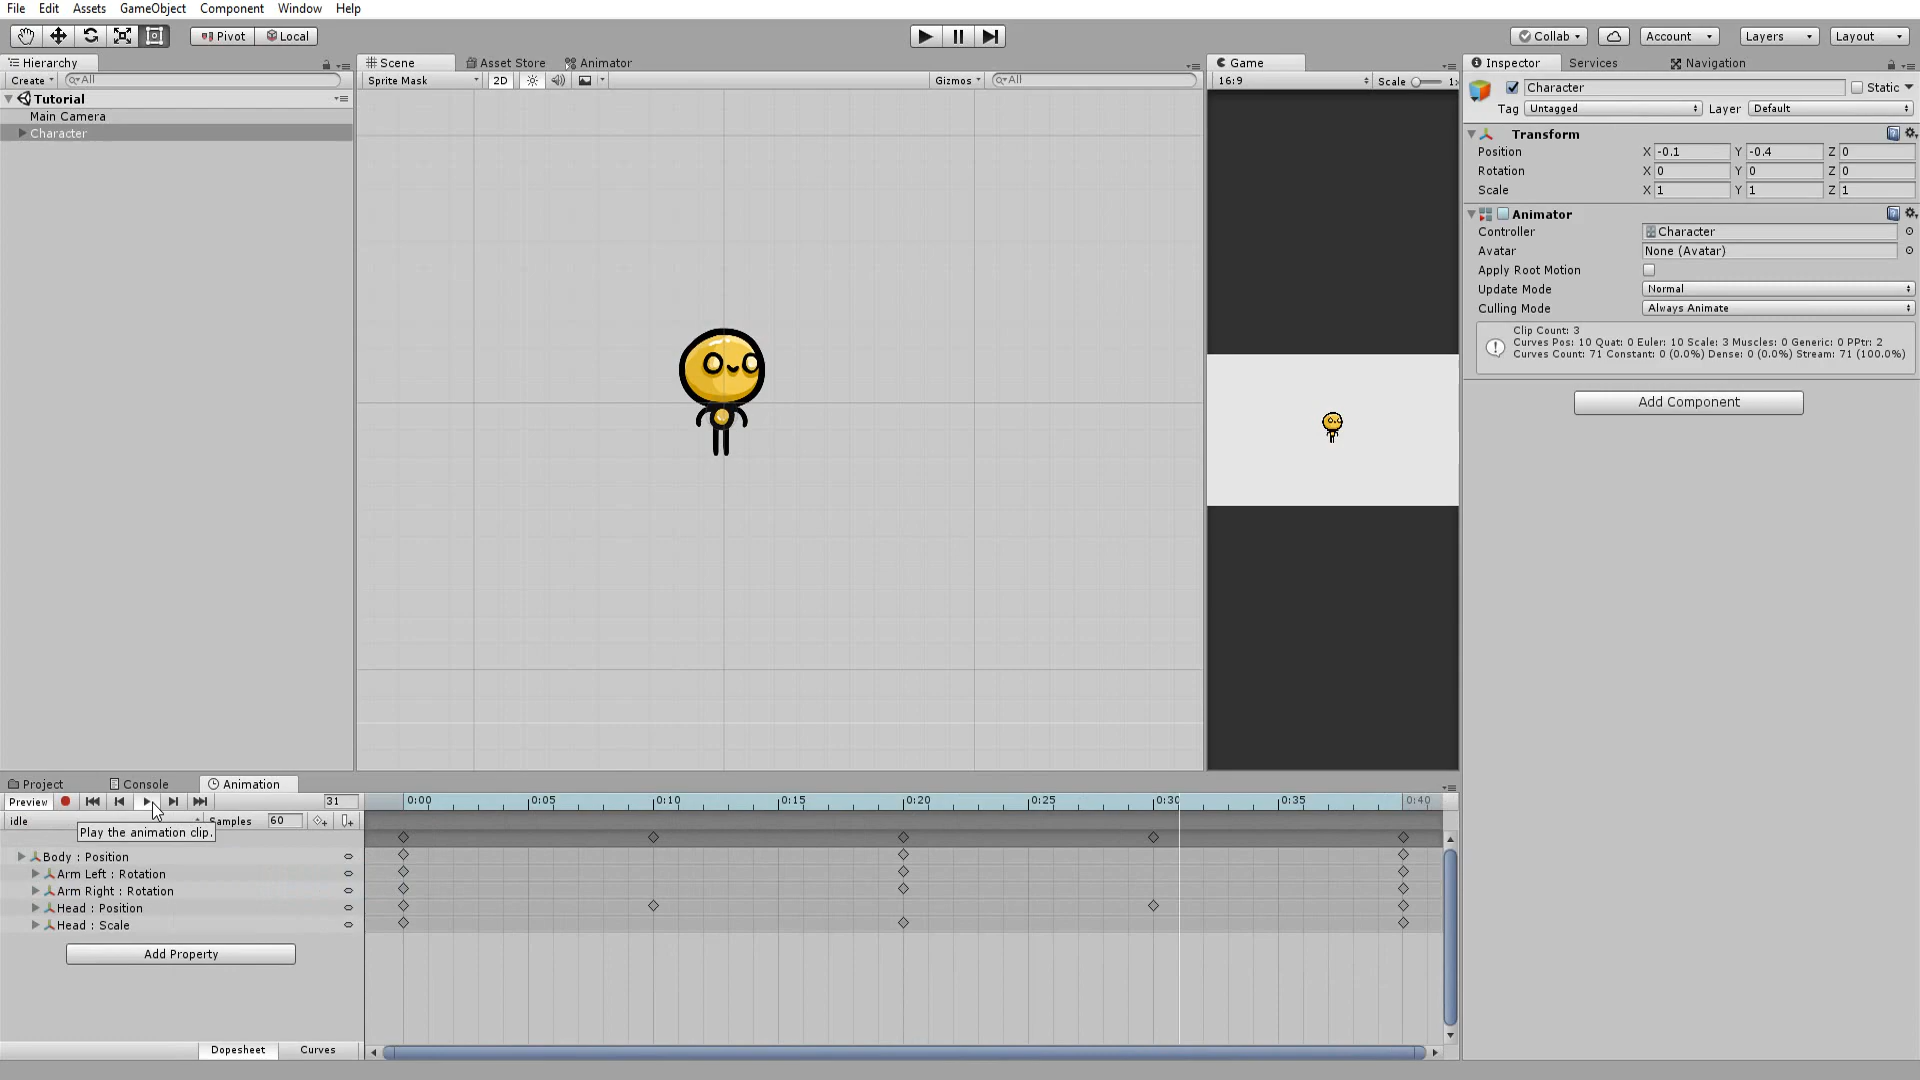 File Edit Assets GameObject Component Window Help
Pivot Local Collab Account Layers Layout
Hierarchy
Create All
Tutorial
Main Camera
Character
Scene Asset Store Animator
Sprite Mask 2D Gizmos All
Game
16:9 Scale 1
Inspector Services Navigation
Character Static
Tag Untagged Layer Default
Transform
Position X -0.1 Y -0.4 Z 0
Rotation X 0 Y 0 Z 0
Scale X 1 Y 1 Z 1
Animator
Controller Character
Avatar None (Avatar)
Apply Root Motion
Update Mode Normal
Culling Mode Always Animate
Clip Count: 3
Curves Pos: 10 Quat: 0 Euler: 10 Scale: 3 Muscles: 0 Generic: 0 PPtr: 2
Curves Count: 71 Constant: 0 (0.0%) Dense: 0 (0.0%) Stream: 71 (100.0%)
Add Component
Project Console Animation
Preview 31 0:00 0:05 0:10 0:15 0:20 0:25 0:30 0:35 0:40
idle Samples 60
Play the animation clip.
Body : Position
Arm Left : Rotation
Arm Right : Rotation
Head : Position
Head : Scale
Add Property
Dopesheet Curves